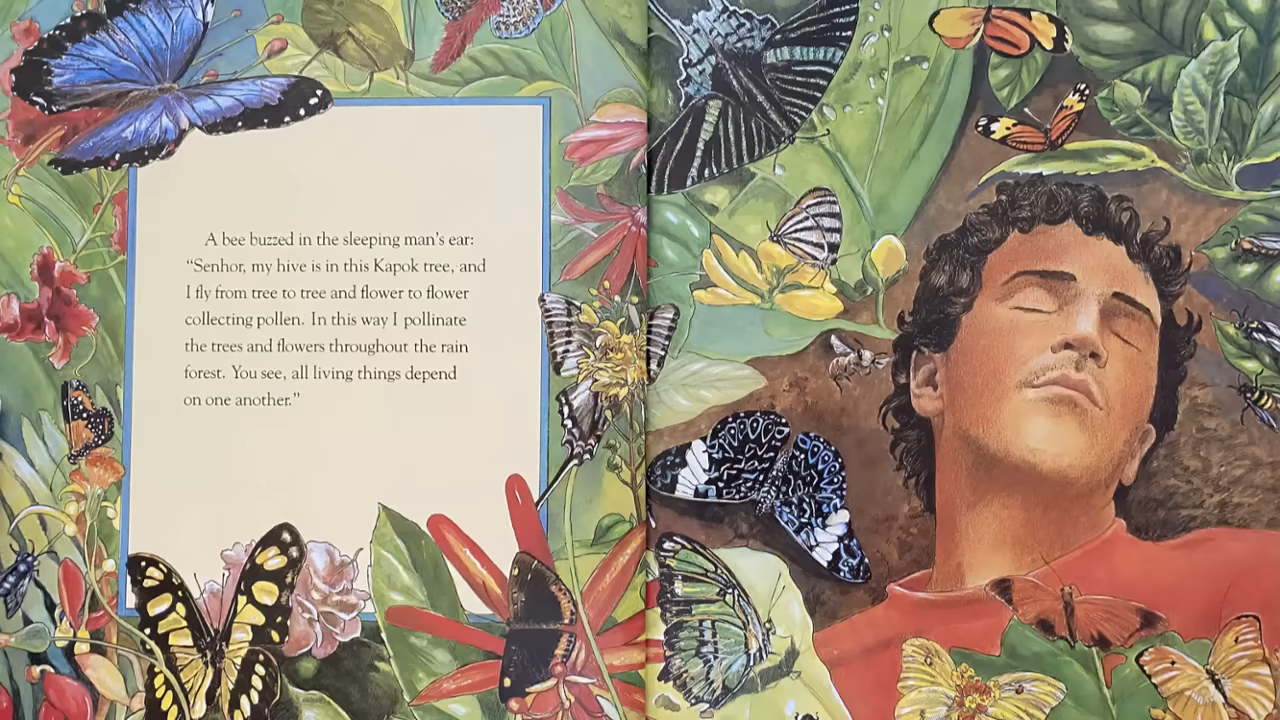 A bee buzzed in the sleeping man's ear:
“Senhor, my hive is in this Kapok tree, and
I fly from tree to tree and flower to flower
collecting pollen. In this way I pollinate
the trees and flowers throughout the rain
forest. You see, all living things depend
on one another.”